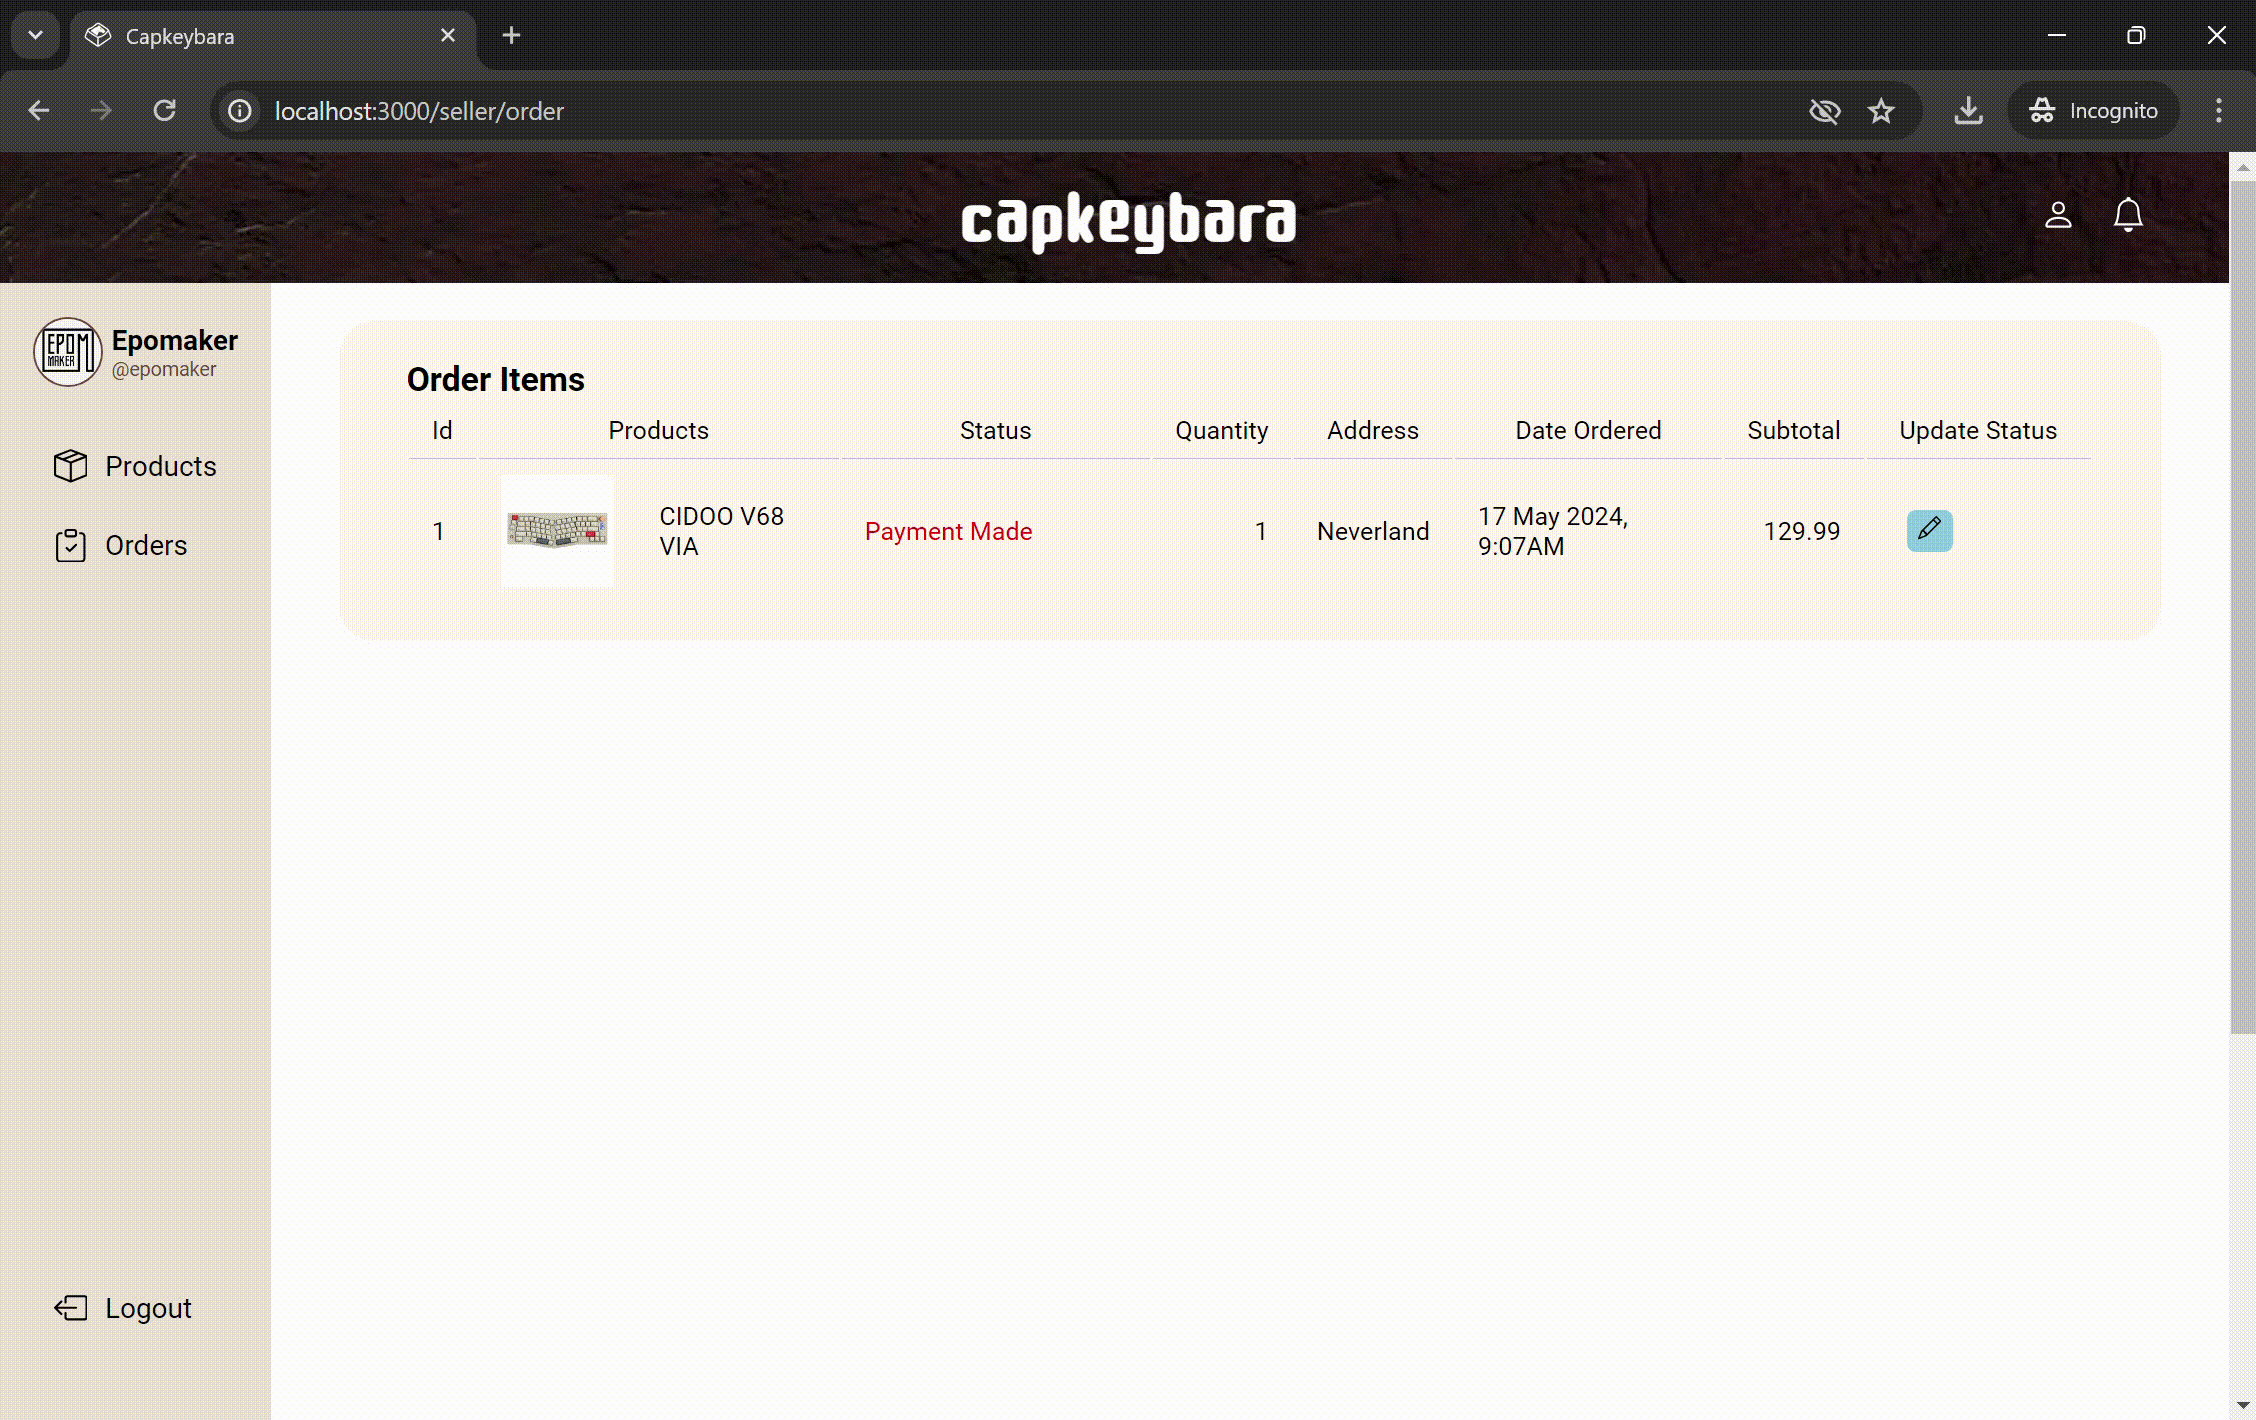 Capkeybara
localhost:3000/seller/order
Incognito
capkeybara
EPOM
MAKER
Epomaker
@epomaker
Products
Orders
Logout
Order Items
Id Products Status Quantity Address Date Ordered Subtotal Update Status
1 CIDOO V68 VIA Payment Made 1 Neverland 17 May 2024, 9:07AM 129.99